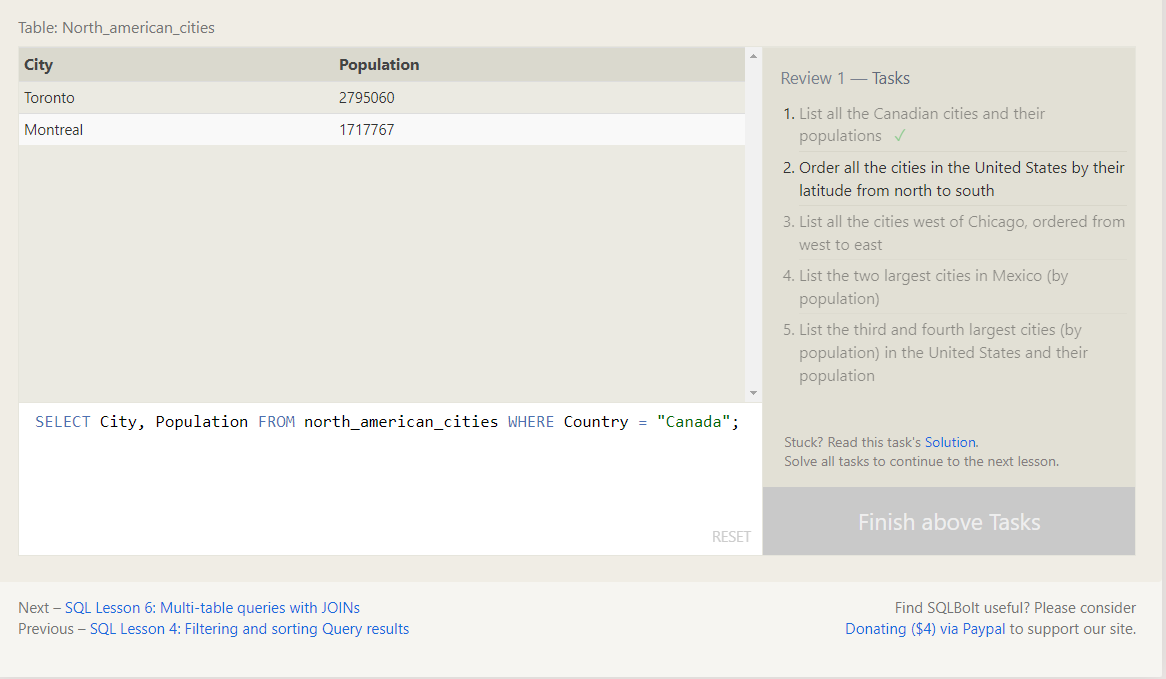 Table: North_american_cities
City Population
Toronto 2795060
Montreal 1717767
SELECT City, Population FROM north_american_cities WHERE Country = "Canada";
RESET
Review 1 — Tasks
1. List all the Canadian cities and their
populations ✓
2. Order all the cities in the United States by their
latitude from north to south
3. List all the cities west of Chicago, ordered from
west to east
4. List the two largest cities in Mexico (by
population)
5. List the third and fourth largest cities (by
population) in the United States and their
population
Stuck? Read this task's Solution.
Solve all tasks to continue to the next lesson.
Finish above Tasks
Next – SQL Lesson 6: Multi-table queries with JOINs
Previous – SQL Lesson 4: Filtering and sorting Query results
Find SQLBolt useful? Please consider
Donating ($4) via Paypal to support our site.